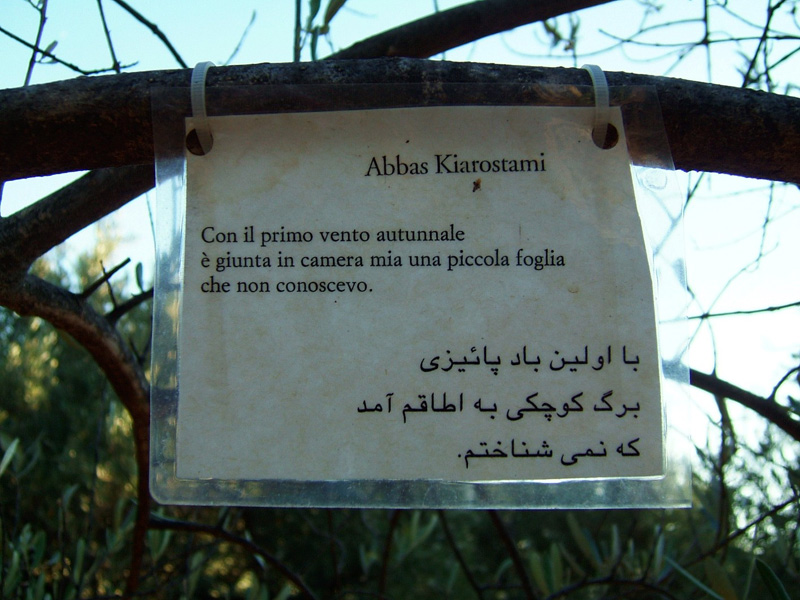 Abbas Kiarostami
Con il primo vento autunnale
è giunta in camera mia una piccola foglia
che non conoscevo.
با اولین باد پائیزی
برگ کوچکی به اطاقم آمد
که نمی شناختم.